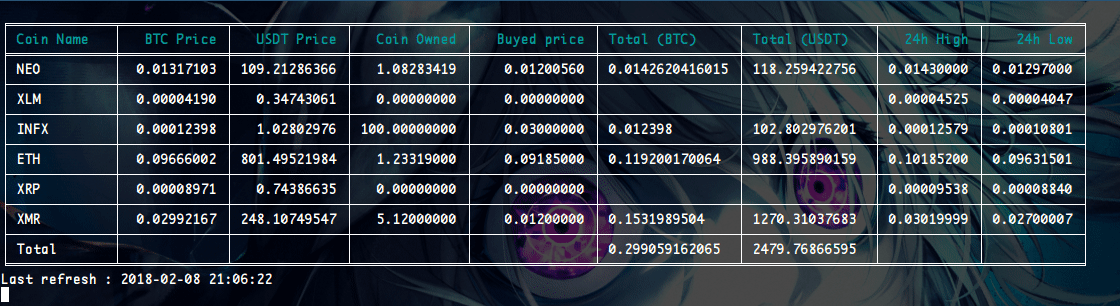 Coin Name BTC Price USDT Price Coin Owned Buyed price Total (BTC) Total (USDT) 24h High 24h Low
NEO 0.01317103 109.21286366 1.08283419 0.01200560 0.0142620416015 118.259422756 0.01430000 0.01297000
XLM 0.00004190 0.34743061 0.00000000 0.00000000 0.00004525 0.00004047
INFX 0.00012398 1.02802976 100.00000000 0.03000000 0.012398 102.802976201 0.00012579 0.00010801
ETH 0.09666002 801.49521984 1.23319000 0.09185000 0.119200170064 988.395890159 0.10185200 0.09631501
XRP 0.00008971 0.74386635 0.00000000 0.00000000 0.00009538 0.00008840
XMR 0.02992167 248.10749547 5.12000000 0.01200000 0.1531989504 1270.31037683 0.03019999 0.02700007
Total 0.299059162065 2479.76866595
Last refresh : 2018-02-08 21:06:22